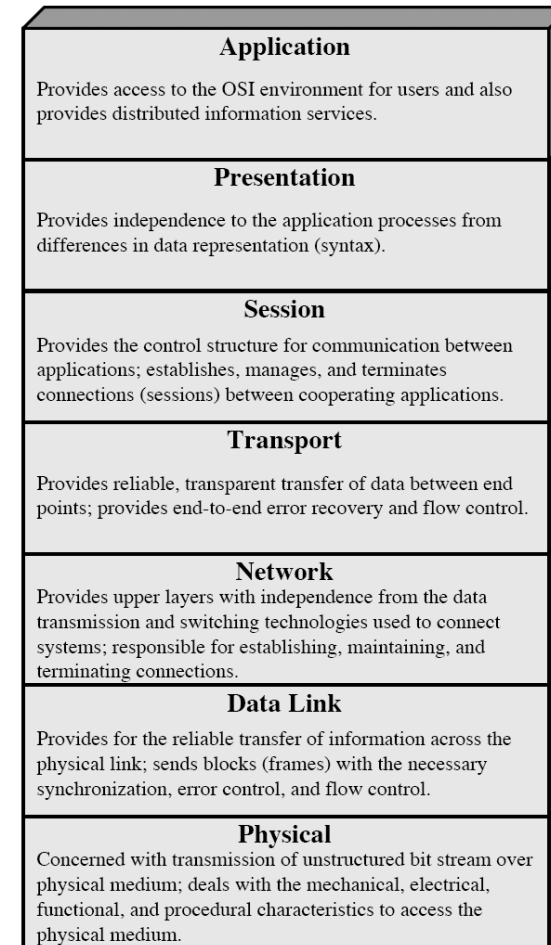 Application
Provides access to the OSI environment for users and also
provides distributed information services.
Presentation
Provides independence to the application processes from
differences in data representation (syntax).
Session
Provides the control structure for communication between
applications; establishes, manages, and terminates
connections (sessions) between cooperating applications.
Transport
Provides reliable, transparent transfer of data between end
points; provides end-to-end error recovery and flow control.
Network
Provides upper layers with independence from the data
transmission and switching technologies used to connect
systems; responsible for establishing, maintaining, and
terminating connections.
Data Link
Provides for the reliable transfer of information across the
physical link; sends blocks (frames) with the necessary
synchronization, error control, and flow control.
Physical
Concerned with transmission of unstructured bit stream over
physical medium; deals with the mechanical, electrical,
functional, and procedural characteristics to access the
physical medium.